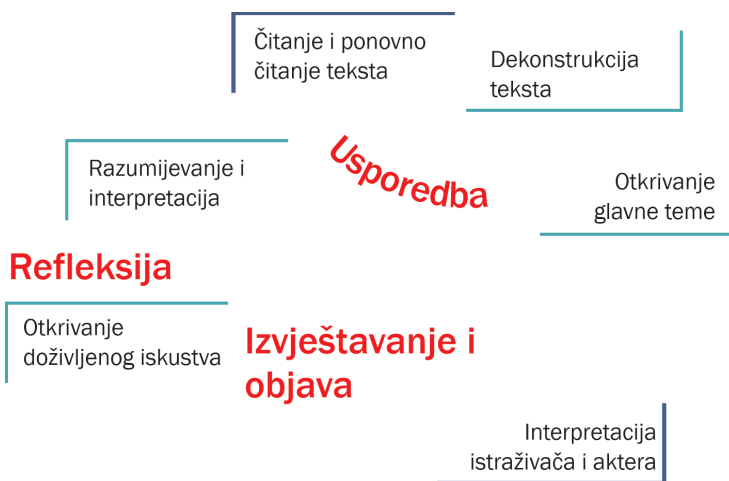 Čitanje i ponovno
čitanje teksta
Dekonstrukcija
teksta
Razumijevanje i
interpretacija
Usporedba
Otkrivanje
glavne teme
Refleksija
Otkrivanje
doživljenog iskustva
Izvještavanje i
objava
Interpretacija
istraživača i aktera